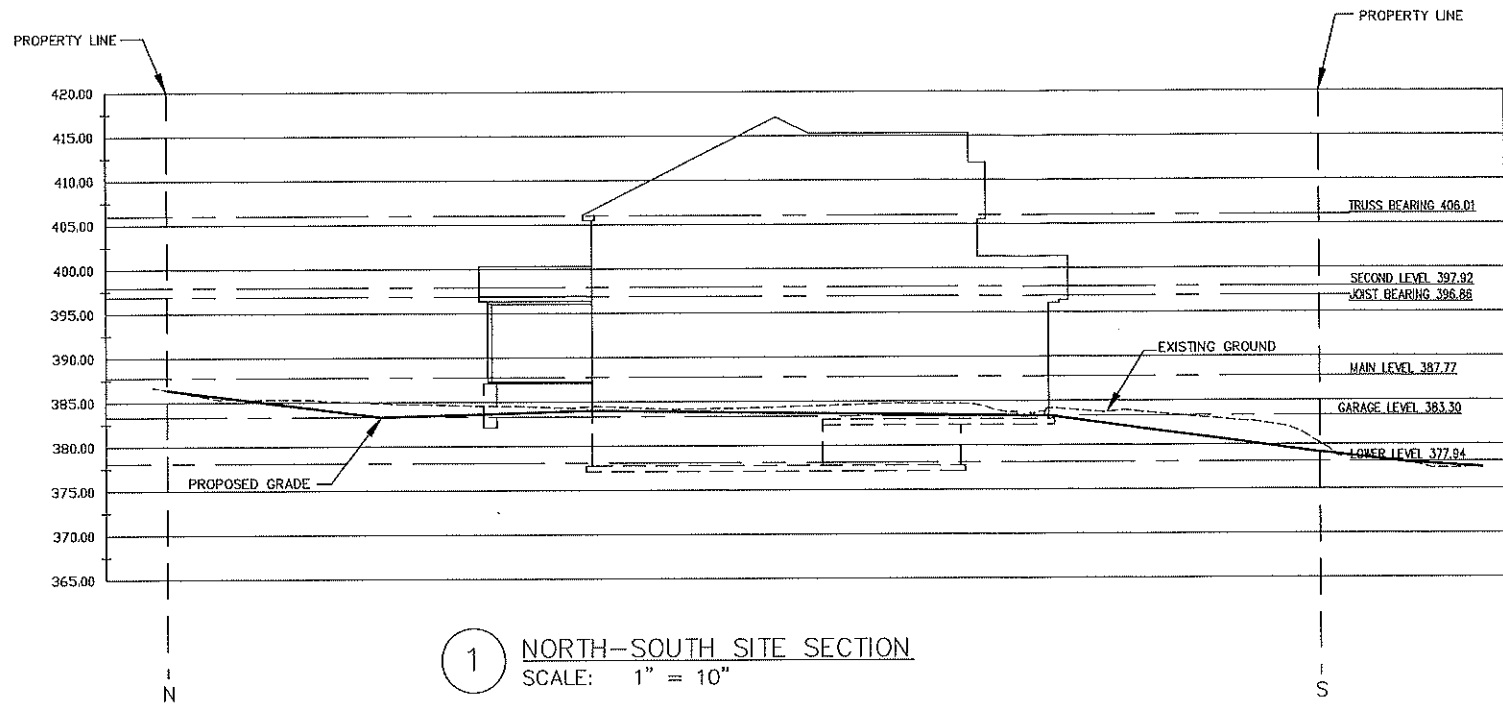 PROPERTY LINE
PROPERTY LINE
420.00
415.00
410.00
TRUSS BEARING 406.01
405.00
400.00
SECOND LEVEL 397.92
JOIST BEARING 396.86
395.00
EXISTING GROUND
390.00
MAIN LEVEL 387.77
385.00
GARAGE LEVEL 383.30
380.00
LOWER LEVEL 377.94
PROPOSED GRADE
375.00
370.00
365.00
1
NORTH-SOUTH SITE SECTION
SCALE: 1" = 10"
N
S